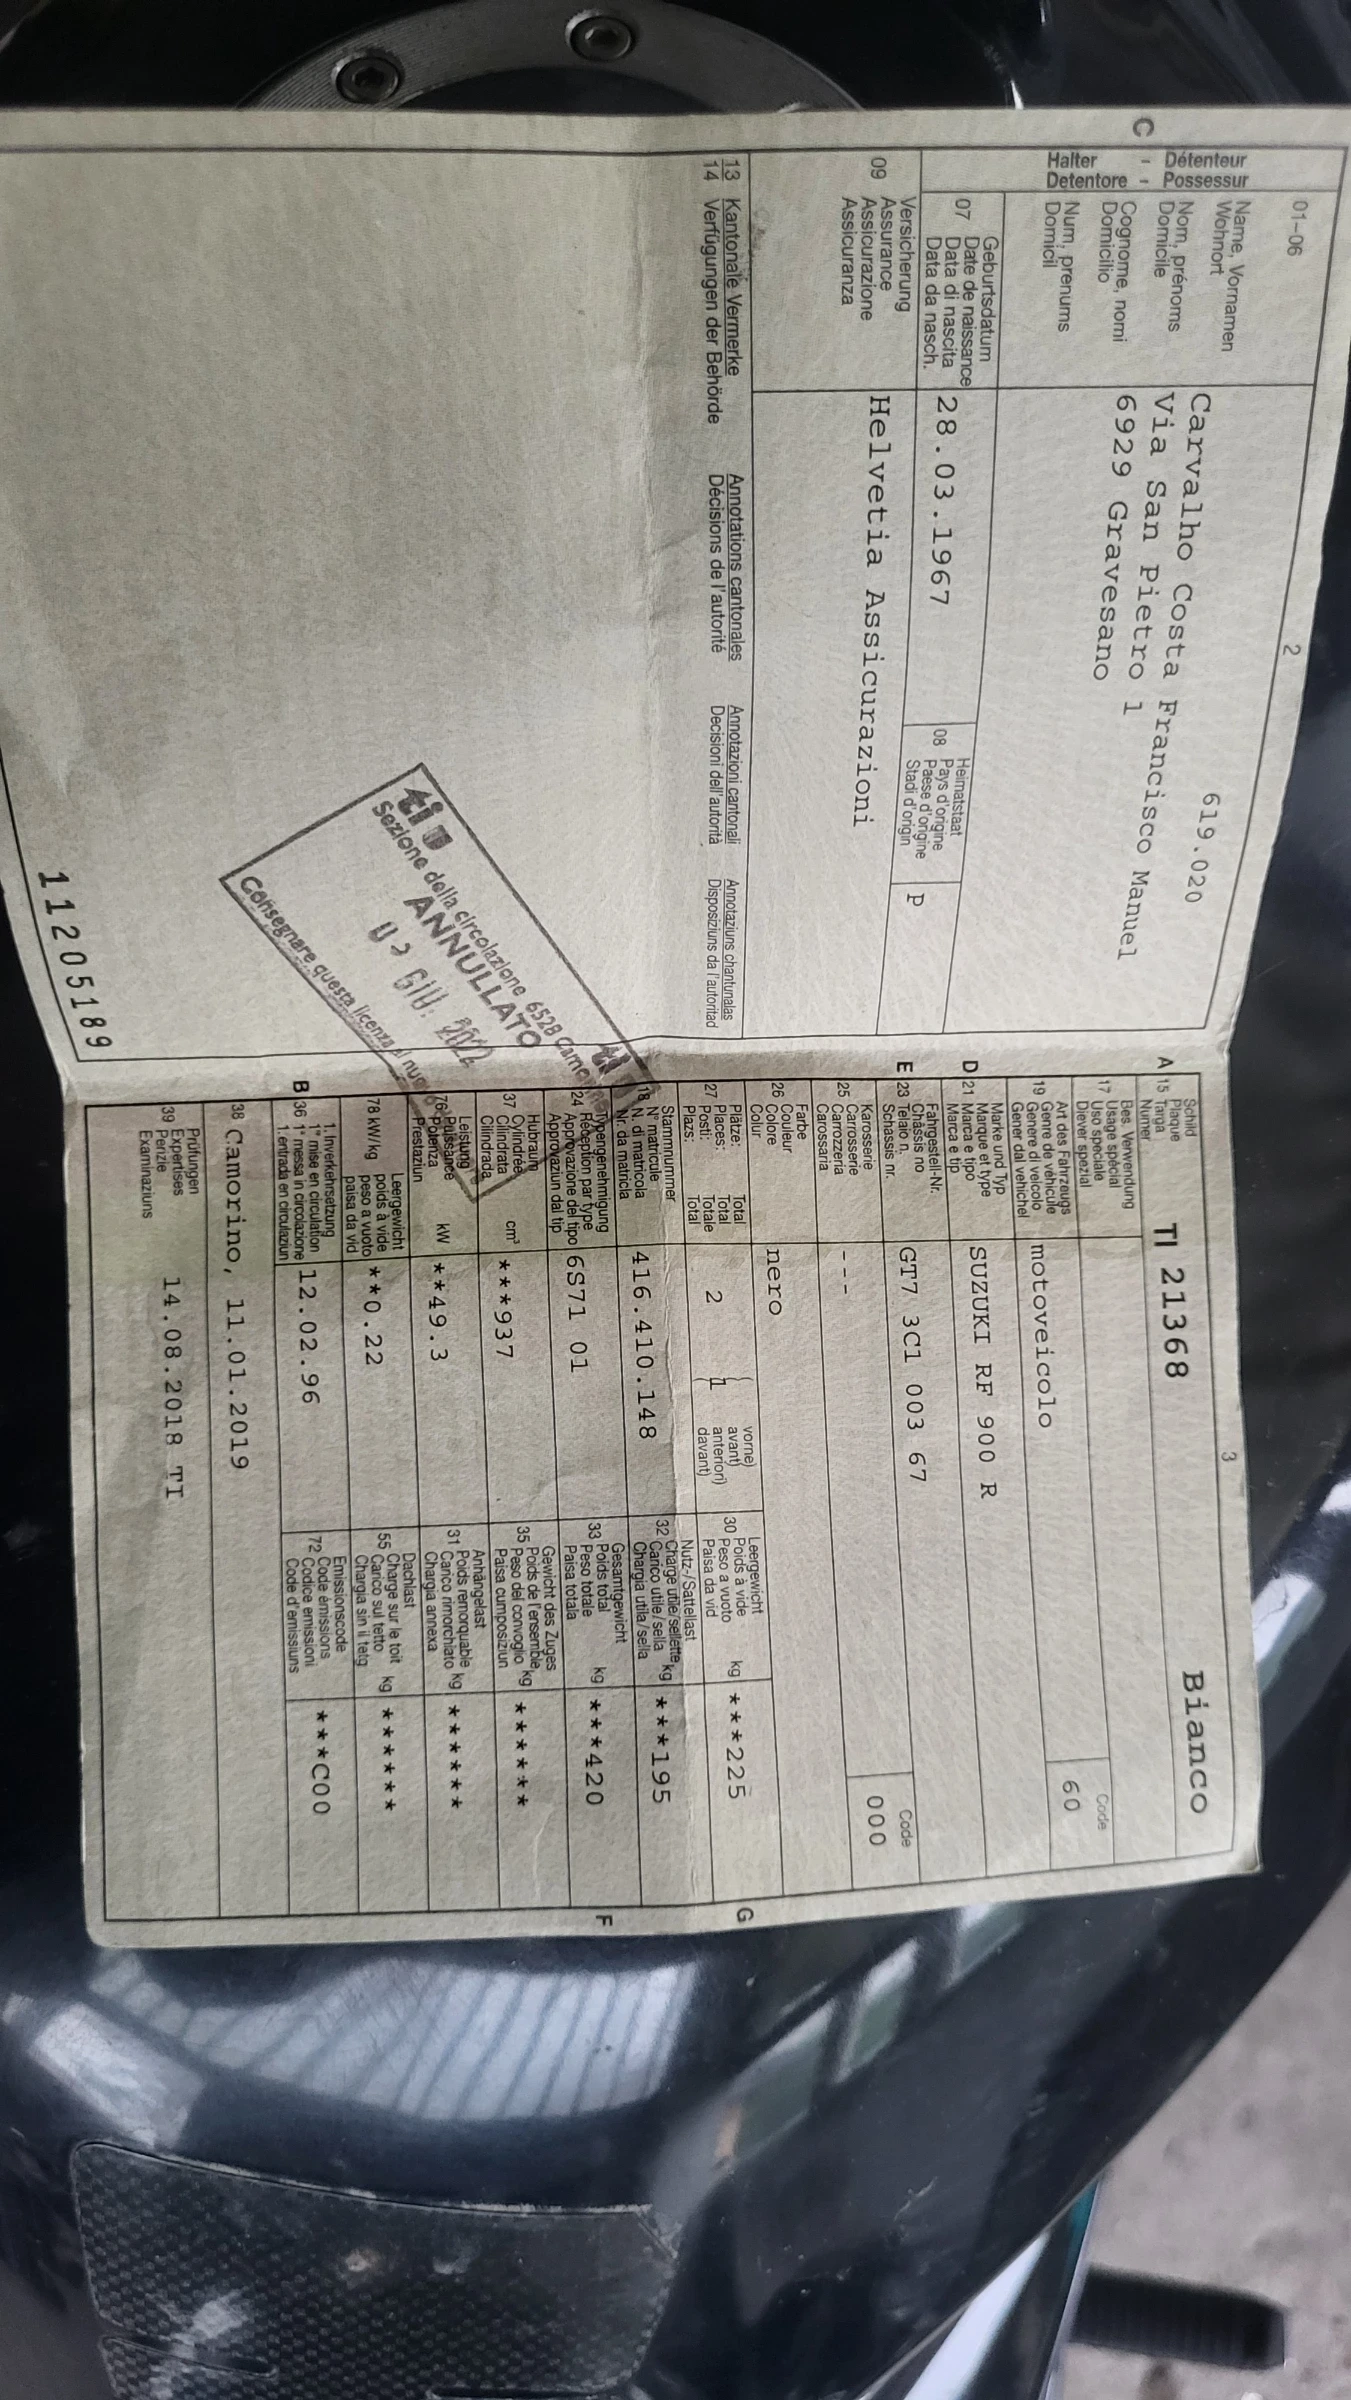 C
Halter - Détenteur
Detentore - Possessur
01-06
2
Name, Vornamen
Wohnort
Nom, prénoms
Domicile
Cognome, nomi
Domicilio
Num, prenums
Domicil
619.020
Carvalho Costa Francisco Manuel
Via San Pietro 1
6929 Gravesano
07
Geburtsdatum
Date de naissance
Data di nascita
Data da nasch.
28.03.1967
08
Heimatstaat
Pays d'origine
Paese d'origine
Stadi d'origin
P
09
Versicherung
Assurance
Assicurazione
Assicuranza
Helvetia Assicurazioni
13 Kantonale Vermerke Annotations cantonales Annotazioni cantonali Annotaziuns chantunalas
14 Verfügungen der Behörde Décisions de l'autorité Decisioni dell'autorità Disposiziuns da l'autoritad
ti
Sezione della circolazione 6528 Camorino
ANNULLATO
GIU. 2022
Consegnare questa licenza
11205189
3
A 15
Schild
Plaque
Targa
Numer
TI 21368
Bianco
17
Bes. Verwendung
Usage spécial
Uso speciale
Diever spezial
Code
19
Art des Fahrzeugs
Genre de véhicule
Genere di veicolo
Gener dal vehichel
motoveicolo
60
D 21
Marke und Typ
Marque et type
Marca e tipo
Marca e tip
SUZUKI RF 900 R
E 23
Fahrgestell-Nr.
Châssis no
Telaio n.
Schassis nr.
GT7 3C1 003 67
Code
25
Karosserie
Carrosserie
Carrozzeria
Carossaria
---
000
26
Farbe
Couleur
Colore
Colur
nero
27
Plätze: Total
Places: Total
Posti: Totale
Plazs: Total
2
1
vorne)
avant)
anteriori)
davant)
30
Leergewicht
Poids à vide
Peso a vuoto
Paisa da vid
kg ***225
G
18
Stammnummer
N° matricule
N. di matricola
Nr. da matricla
416.410.148
32
Nutz-/Sattellast
Charge utile/sellette
Carico utile/sella
Chargia utila/sella
kg ***195
24
Typengenehmigung
Réception par type
Approvazione del tipo
Approvaziun dal tip
6S71 01
33
Gesamtgewicht
Poids total
Peso totale
Paisa totala
kg ***420
F
37
Hubraum
Cylindrée
Cilindrata
Cilindrada
cm³ ***937
35
Gewicht des Zuges
Poids de l'ensemble
Peso del convoglio
Paisa cumposiziun
kg ******
76
Leistung
Puissance
Potenza
Prestaziun
kW **49.3
31
Anhängelast
Poids remorquable
Carico rimorchiato
Chargia annexa
kg ******
78 kW/kg
Leergewicht
poids à vide
peso a vuoto
paisa da vid
**0.22
55
Dachlast
Charge sur le toit
Carico sul tetto
Chargia sin il tetg
kg ******
B 36
1. Inverkehrsetzung
1re mise en circulation
1a messa in circolazione
1. entrada en circulaziun
12.02.96
72
Emissionscode
Code émissions
Codice emissioni
Code d'emissiuns
***C00
38 Camorino, 11.01.2019
39
Prüfungen
Expertises
Perizie
Examinaziuns
14.08.2018 TI